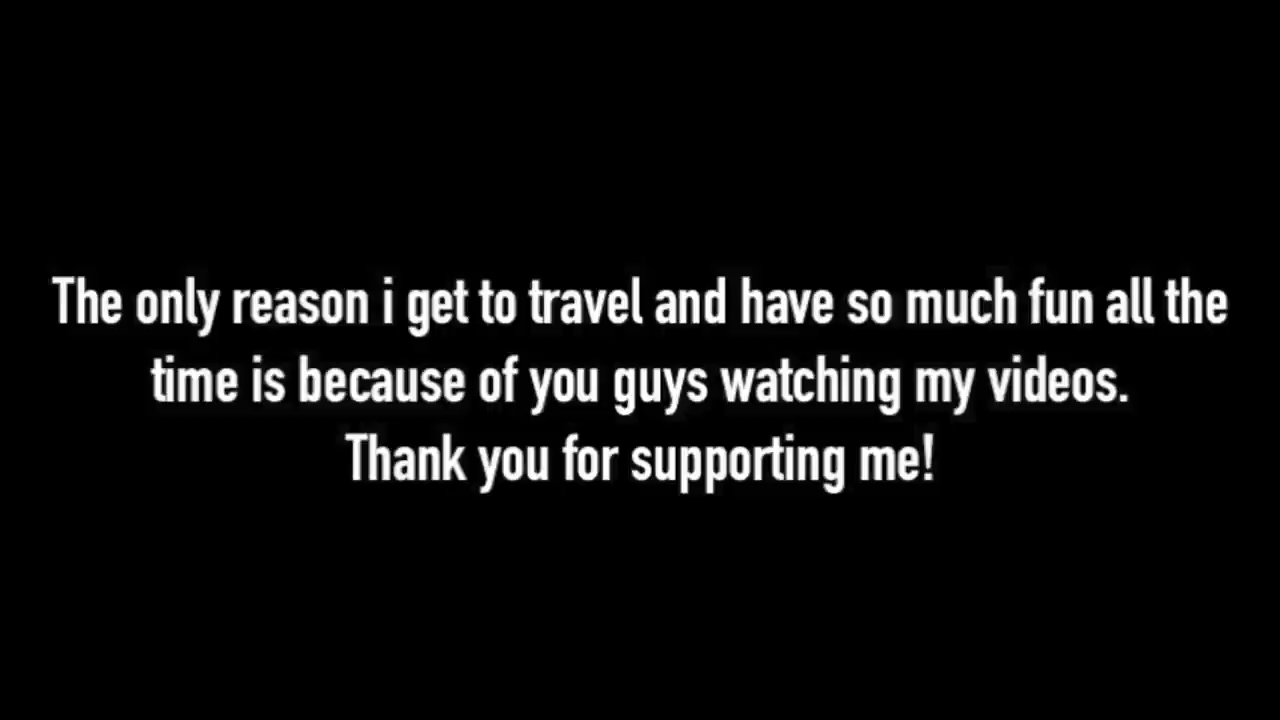 The only reason i get to travel and have so much fun all the
time is because of you guys watching my videos.
Thank you for supporting me!